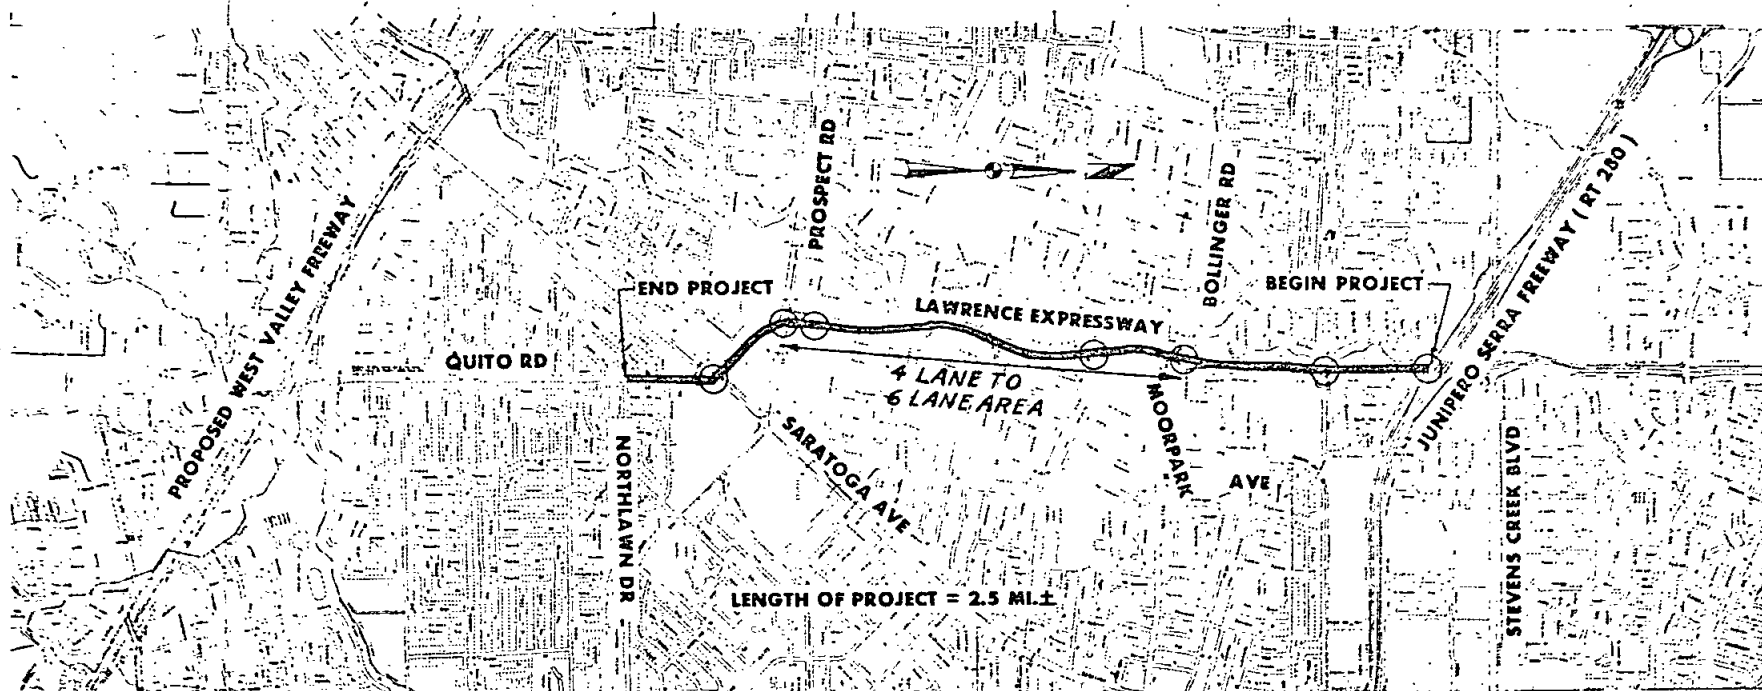 PROSPECT RD
BOLLINGER RD
JUNIPERO SERRA FREEWAY (RT 280)
PROPOSED WEST VALLEY FREEWAY
END PROJECT
BEGIN PROJECT
LAWRENCE EXPRESSWAY
QUITO RD
4 LANE TO
6 LANE AREA
MOORPARK
AVE
SARATOGA AVE
NORTHLAWN DR
STEVENS CREEK BLVD
LENGTH OF PROJECT = 2.5 MI.±